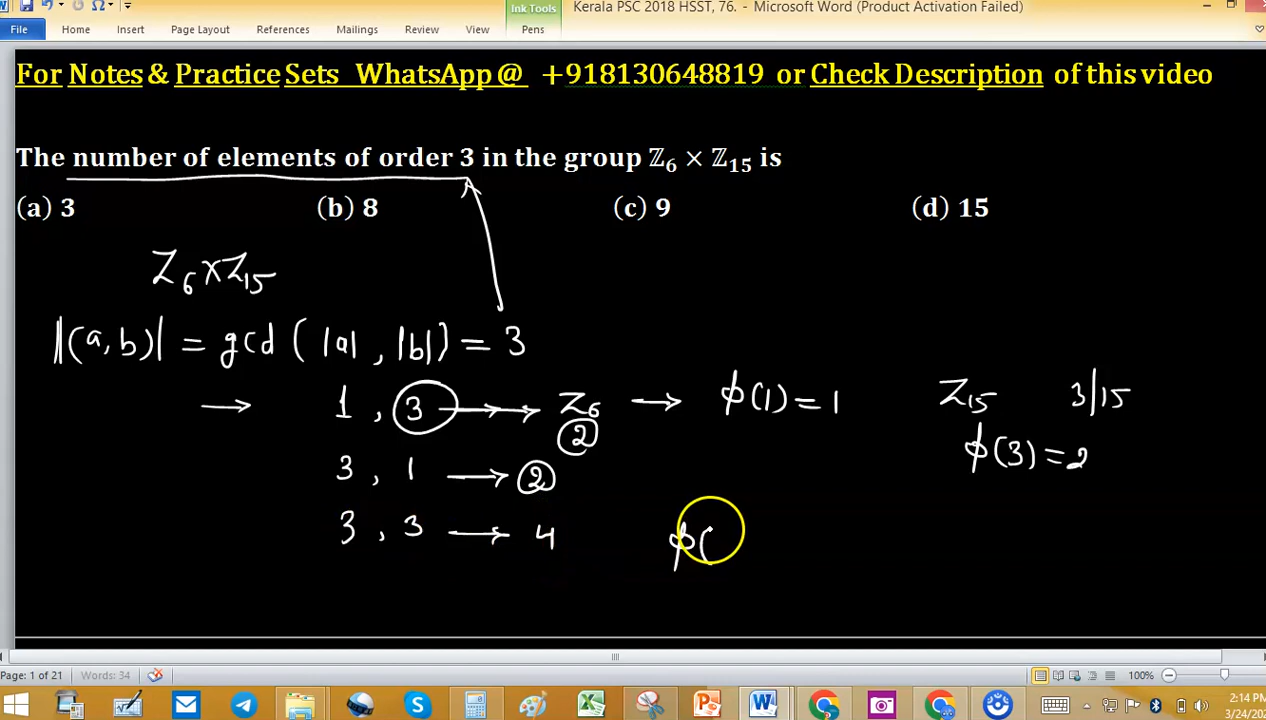 Ink Tools
Kerala PSC 2018 HSST, 76. - Microsoft Word (Product Activation Failed)
File Home Insert Page Layout References Mailings Review View Pens
For Notes & Practice Sets WhatsApp @ +918130648819 or Check Description of this video
The number of elements of order 3 in the group ℤ₆ × ℤ₁₅ is
(a) 3 (b) 8 (c) 9 (d) 15
Z₆ × Z₁₅
|(a, b)| = gcd ( |a| , |b| ) = 3
→ 1 , 3 →→ Z₆ → ϕ(1) = 1 Z₁₅ 3/15
② ϕ(3) = 2
3 , 1 → ②
3 , 3 → 4 ϕ(
Page: 1 of 21 Words: 34 100%
2:14 PM